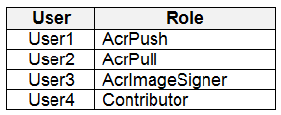 User Role
User1 AcrPush
User2 AcrPull
User3 AcrImageSigner
User4 Contributor